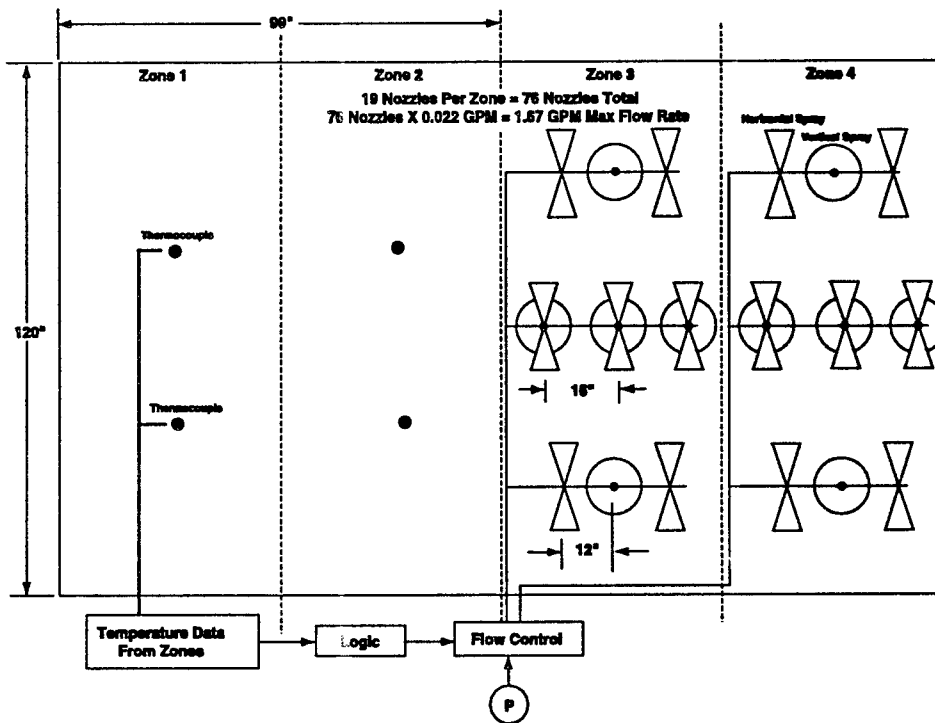 99"
Zone 1
Zone 2
Zone 3
Zone 4
19 Nozzles Per Zone = 76 Nozzles Total
76 Nozzles X 0.022 GPM = 1.67 GPM Max Flow Rate
Horizontal Spray
Vertical Spray
Thermocouple
120"
16"
Thermocouple
12"
Temperature Data
From Zones
Logic
Flow Control
P